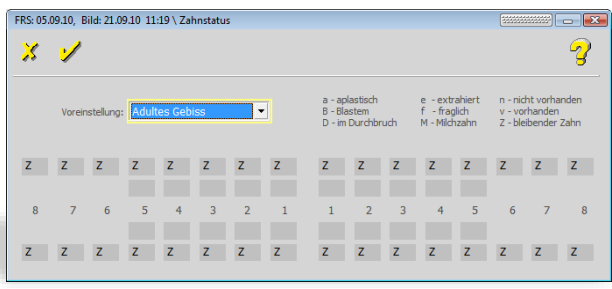 FRS: 05.09.10, Bild: 21.09.10 11:19 \ Zahnstatus
Voreinstellung: Adultes Gebiss
a - aplastisch e - extrahiert n - nicht vorhanden
B - Blastem f - fraglich v - vorhanden
D - im Durchbruch M - Milchzahn Z - bleibender Zahn
Z Z Z Z Z Z Z Z Z Z Z Z Z Z Z Z
8 7 6 5 4 3 2 1 1 2 3 4 5 6 7 8
Z Z Z Z Z Z Z Z Z Z Z Z Z Z Z Z